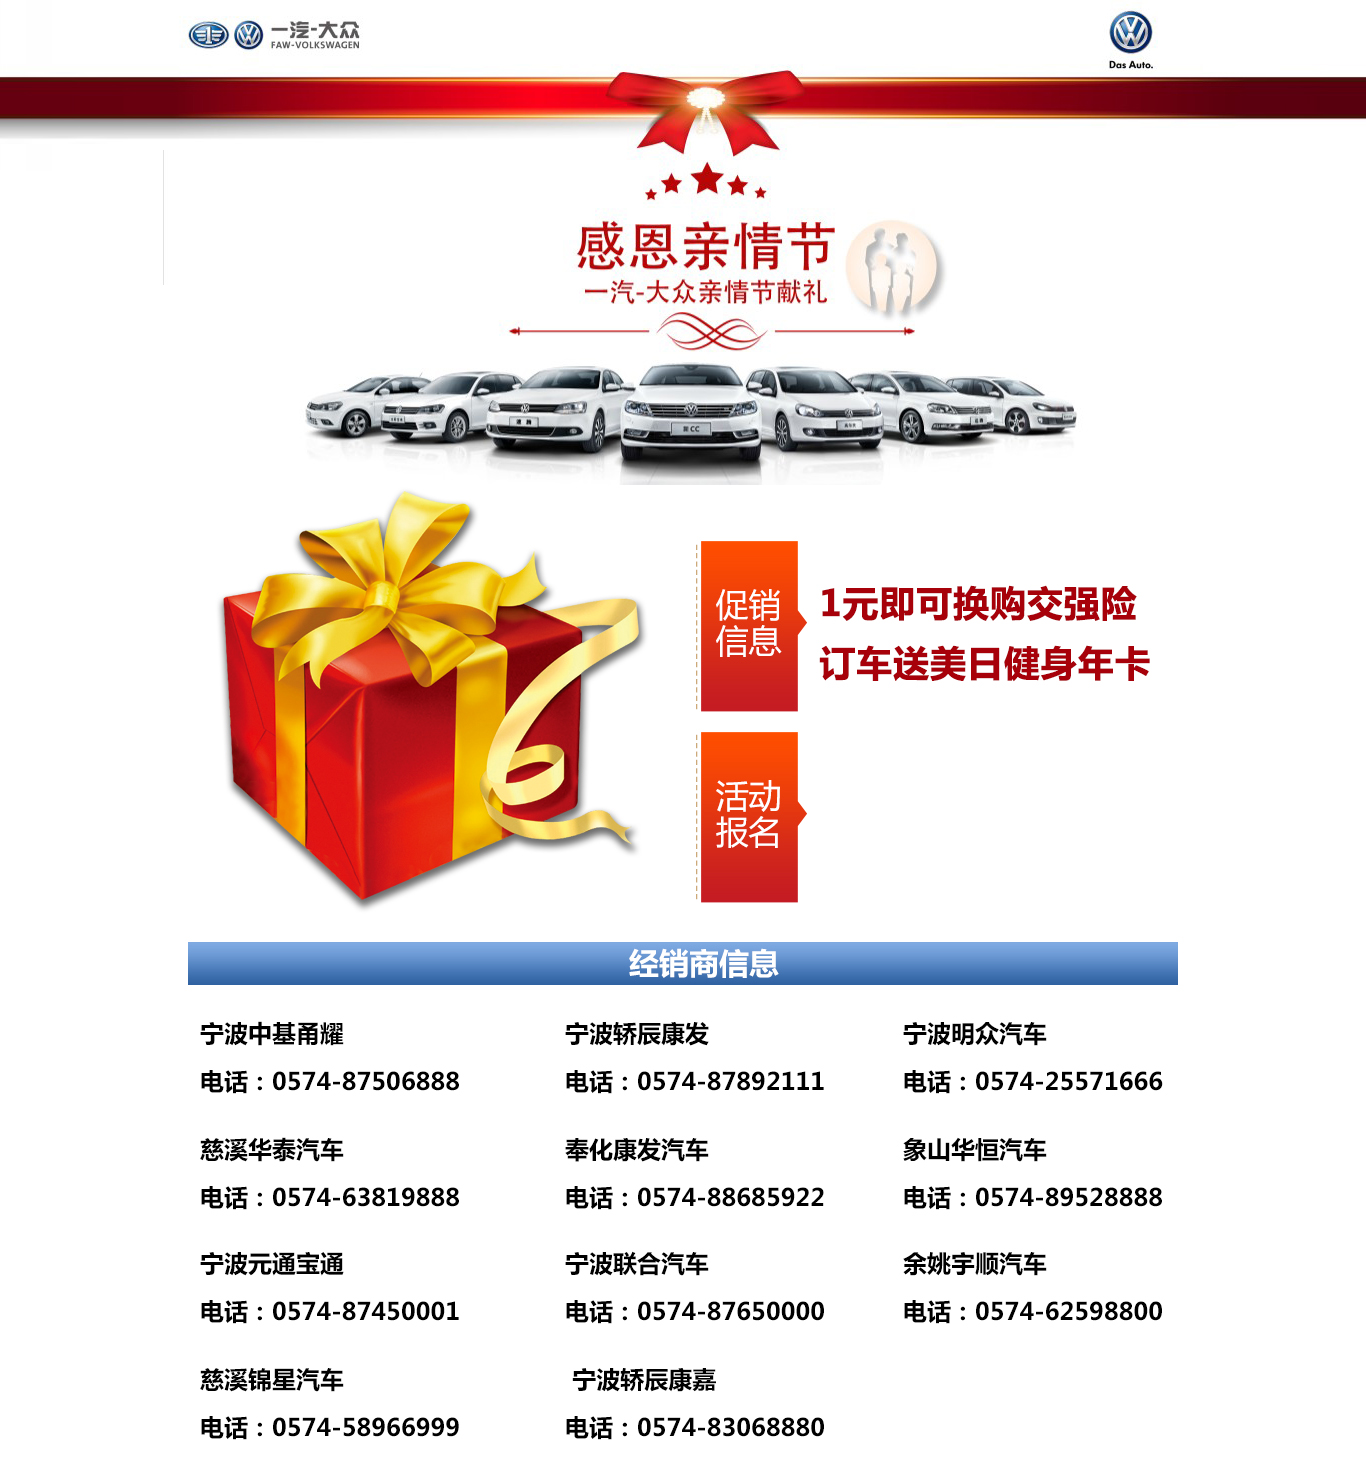 一汽-大众
FAW-VOLKSWAGEN
Das Auto.
感恩亲情节
一汽-大众亲情节献礼
CC
促销
信息
1元即可换购交强险
订车送美日健身年卡
活动
报名
经销商信息
宁波中基甬耀
电话：0574-87506888
宁波轿辰康发
电话：0574-87892111
宁波明众汽车
电话：0574-25571666
慈溪华泰汽车
电话：0574-63819888
奉化康发汽车
电话：0574-88685922
象山华恒汽车
电话：0574-89528888
宁波元通宝通
电话：0574-87450001
宁波联合汽车
电话：0574-87650000
余姚宇顺汽车
电话：0574-62598800
慈溪锦星汽车
电话：0574-58966999
宁波轿辰康嘉
电话：0574-83068880